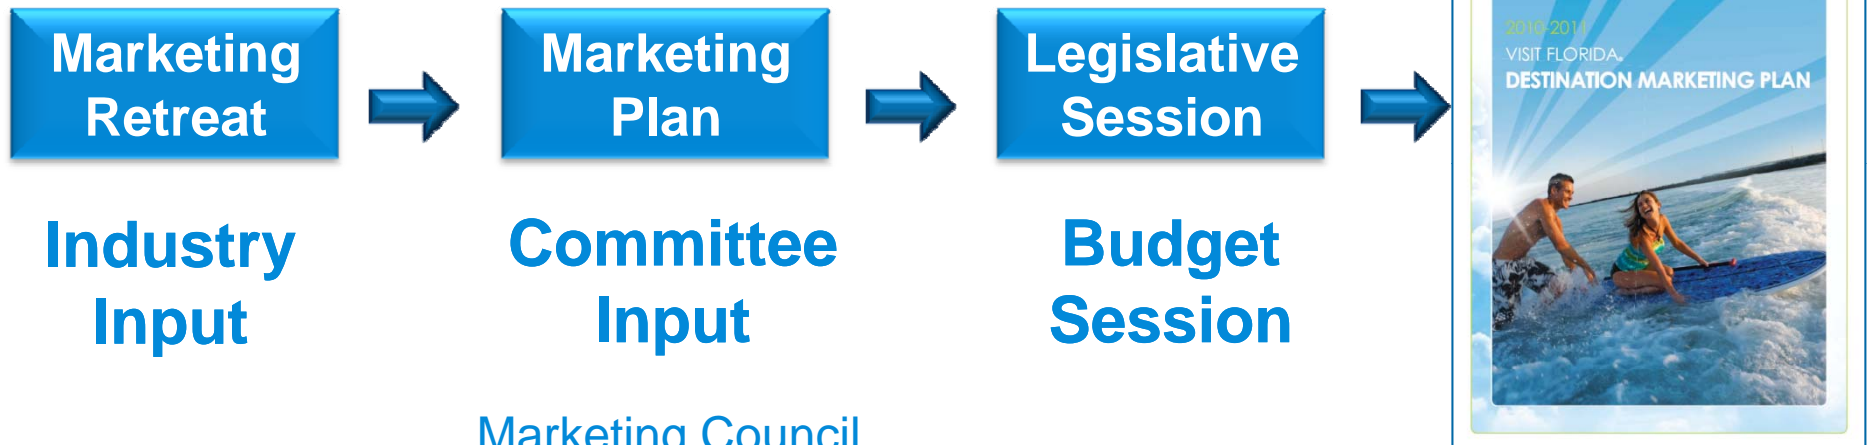 Marketing
Retreat
Marketing
Plan
Legislative
Session
Industry
Input
Committee
Input
Budget
Session
Marketing Council
2010-2011
VISIT FLORIDA.
DESTINATION MARKETING PLAN